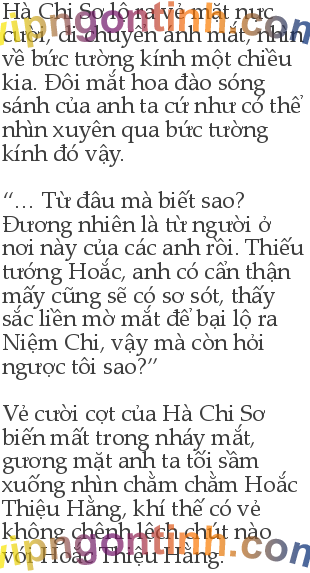 Hà Chi Sơ lộ ra vẻ mặt nực
cười, di chuyển ánh mắt, nhìn
về bức tường kính một chiều
kia. Đôi mắt hoa đào sóng
sánh của anh ta cứ như có thể
nhìn xuyên qua bức tường
kính đó vậy.
“... Từ đâu mà biết sao?
Đương nhiên là từ người ở
nơi này của các anh rồi. Thiếu
tướng Hoắc, anh có cẩn thận
mấy cũng sẽ có sơ sót, thấy
sắc liền mờ mắt để bại lộ ra
Niệm Chi, vậy mà còn hỏi
ngược tôi sao?”
Vẻ cười cợt của Hà Chi Sơ
biến mất trong nháy mắt,
gương mặt anh ta tối sầm
xuống nhìn chằm chằm Hoắc
Thiệu Hằng, khí thế có vẻ
không chênh lệch chút nào
với Hoắc Thiệu Hằng.
vipngontinh.com